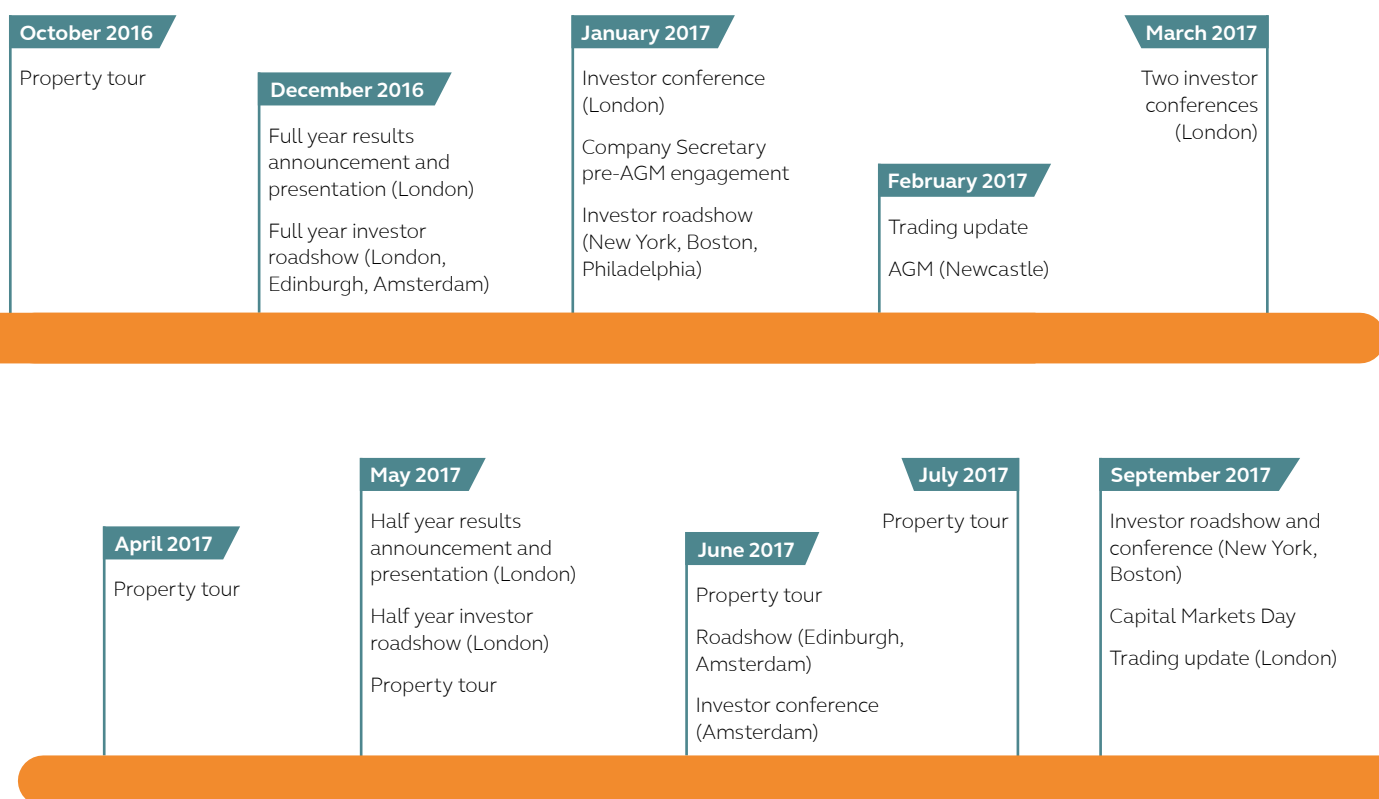 October 2016
Property tour
December 2016
Full year results
announcement and
presentation (London)
Full year investor
roadshow (London,
Edinburgh, Amsterdam)
January 2017
Investor conference
(London)
Company Secretary
pre-AGM engagement
Investor roadshow
(New York, Boston,
Philadelphia)
February 2017
Trading update
AGM (Newcastle)
March 2017
Two investor
conferences
(London)
April 2017
Property tour
May 2017
Half year results
announcement and
presentation (London)
Half year investor
roadshow (London)
Property tour
June 2017
Property tour
Roadshow (Edinburgh,
Amsterdam)
Investor conference
(Amsterdam)
July 2017
Property tour
September 2017
Investor roadshow and
conference (New York,
Boston)
Capital Markets Day
Trading update (London)